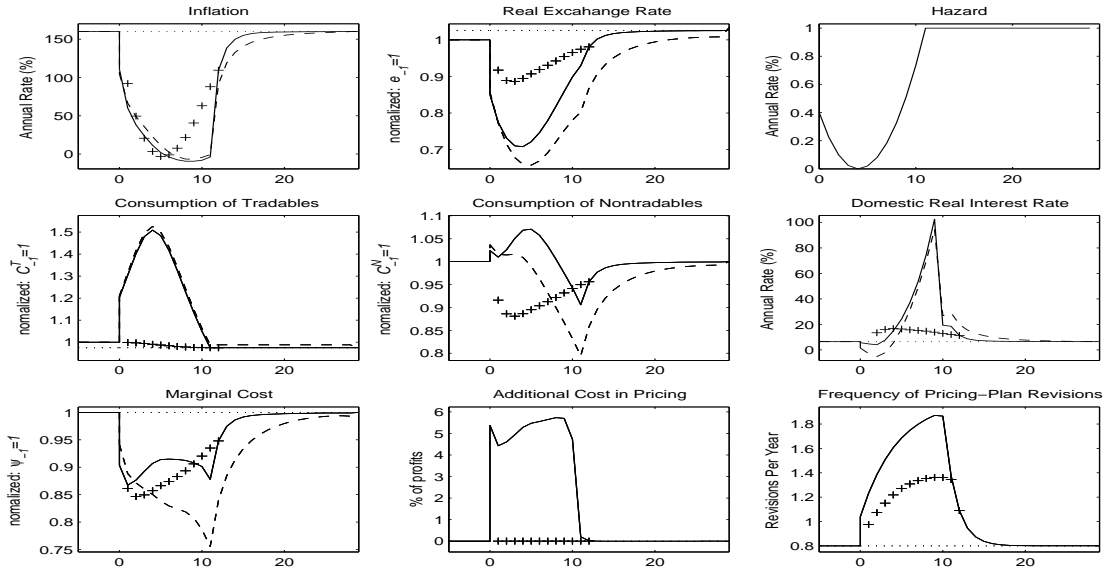 Inflation
Real Excahange Rate
Hazard
Annual Rate (%)
150
100
50
0
0 10 20
nomalized: e_{-1}=1
1
0.9
0.8
0.7
0 10 20
Annual Rate (%)
1
0.8
0.6
0.4
0.2
0
0 10 20
Consumption of Tradables
Consumption of Nontradables
Domestic Real Interest Rate
nomalized: C^T_{-1}=1
1.5
1.4
1.3
1.2
1.1
1
0 10 20
nomalized: C^N_{-1}=1
1.1
1.05
1
0.95
0.9
0.85
0.8
0 10 20
Annual Rate (%)
100
80
60
40
20
0
0 10 20
Marginal Cost
Additional Cost in Pricing
Frequency of Pricing-Plan Revisions
nomalized: ψ_{-1}=1
1
0.95
0.9
0.85
0.8
0.75
0 10 20
% of profits
6
5
4
3
2
1
0
0 10 20
Revisions Per Year
1.8
1.6
1.4
1.2
1
0.8
0 10 20